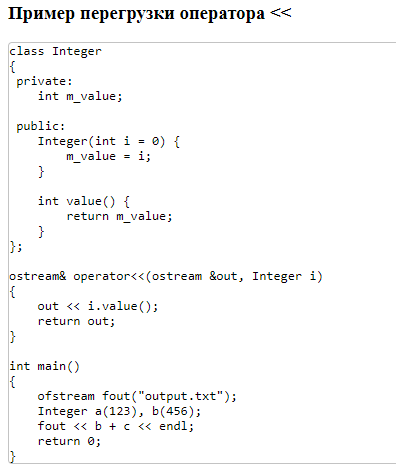 Пример перегрузки оператора <<
class Integer
{
 private:
    int m_value;

 public:
    Integer(int i = 0) {
        m_value = i;
    }

    int value() {
        return m_value;
    }
};

ostream& operator<<(ostream &out, Integer i)
{
    out << i.value();
    return out;
}

int main()
{
    ofstream fout("output.txt");
    Integer a(123), b(456);
    fout << b + c << endl;
    return 0;
}